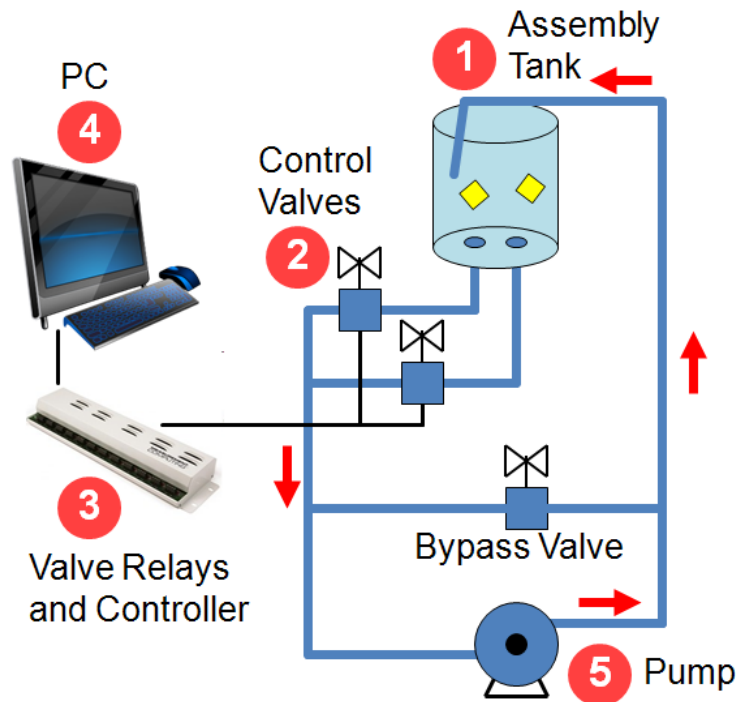 Assembly
Tank
1
PC
4
Control
Valves
2
3
Valve Relays
and Controller
Bypass Valve
5
Pump